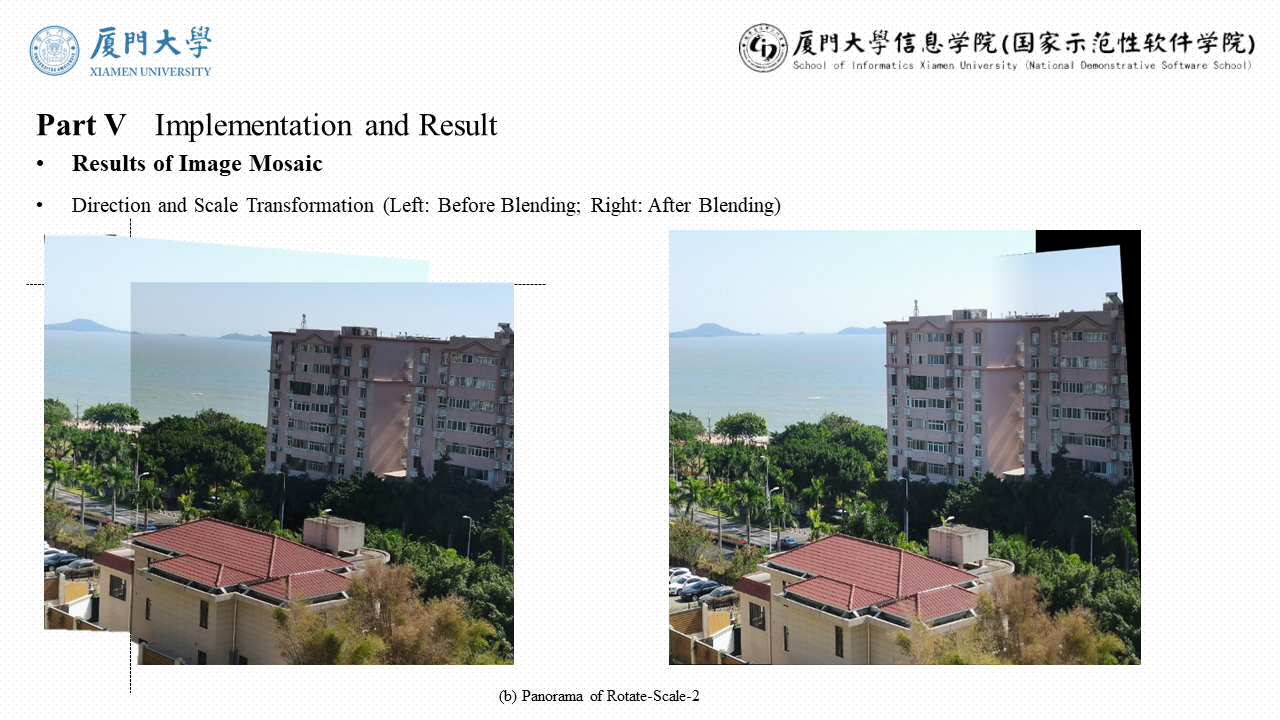 厦門大學
XIAMEN UNIVERSITY
厦門大學信息学院(国家示范性软件学院)
School of Informatics Xiamen University (National Demonstrative Software School)
Part V Implementation and Result
• Results of Image Mosaic
• Direction and Scale Transformation (Left: Before Blending; Right: After Blending)
(b) Panorama of Rotate-Scale-2